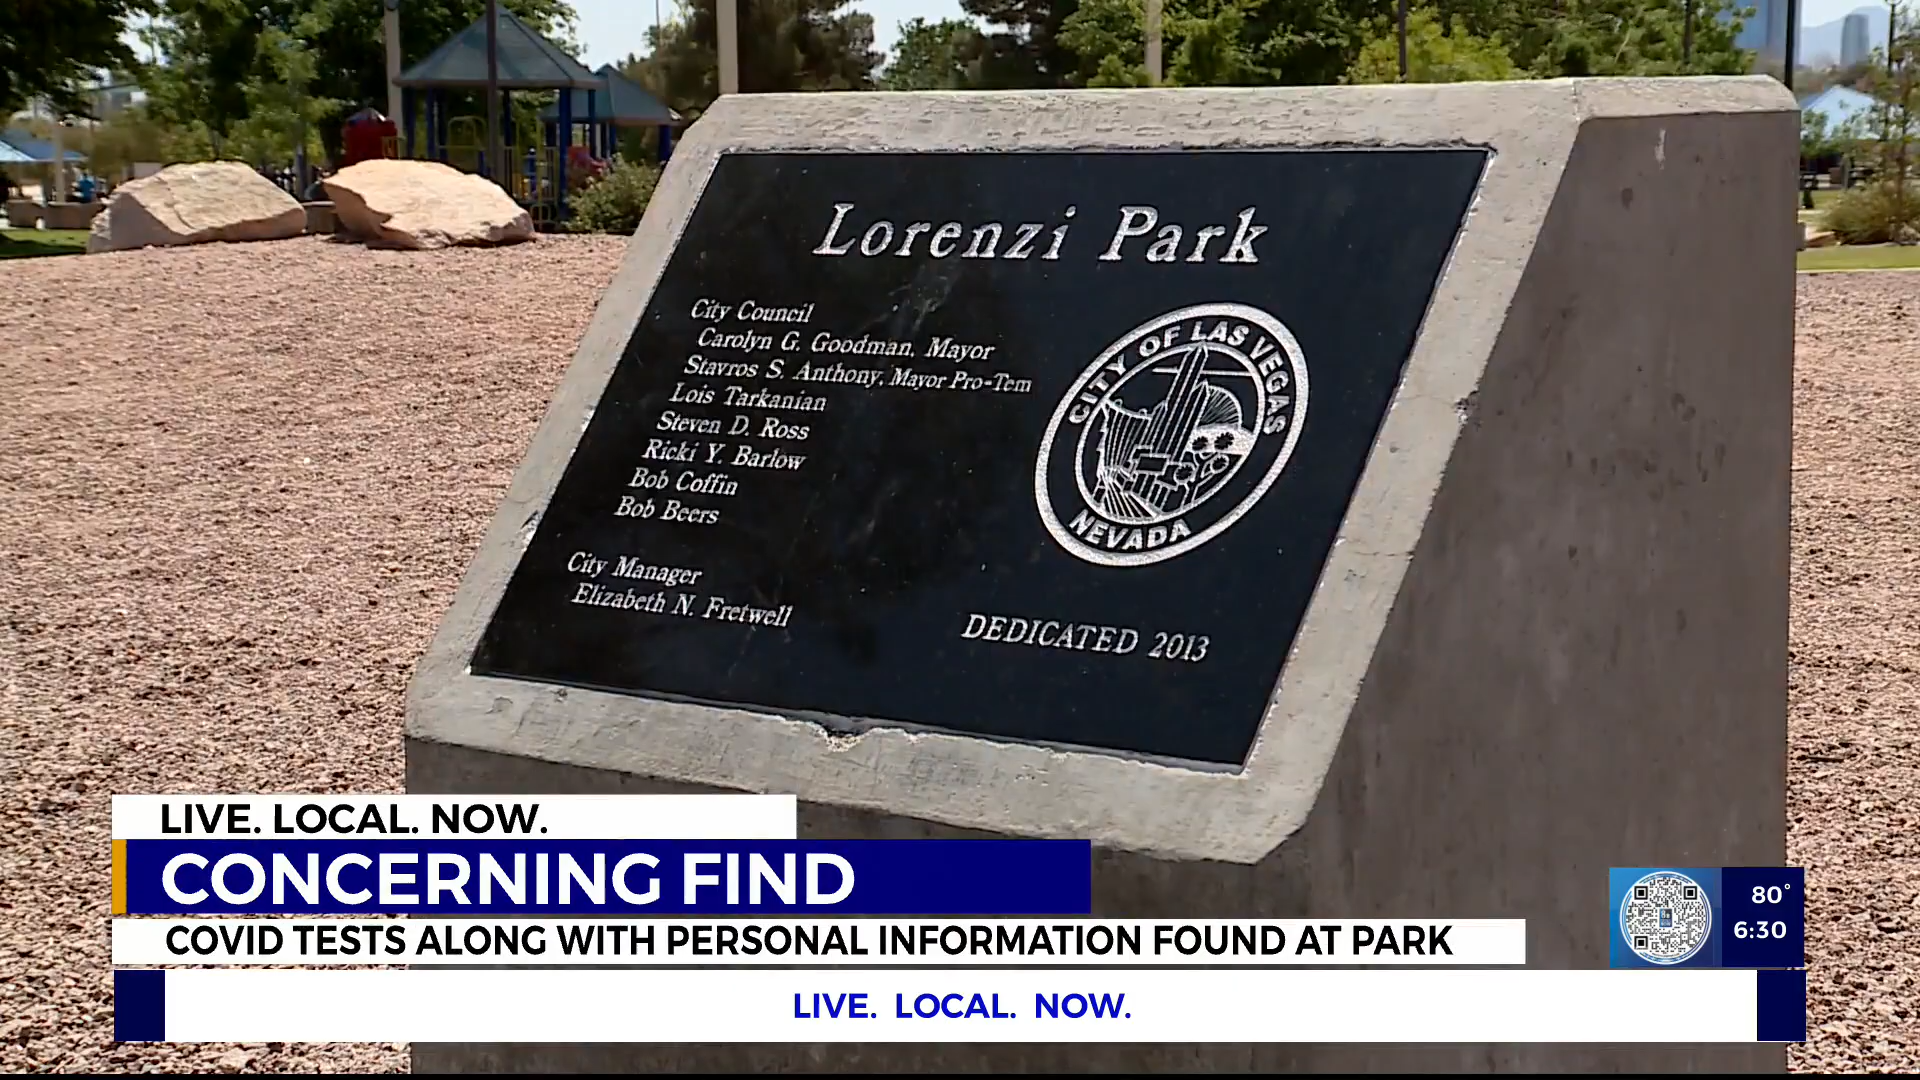 Lorenzi Park
City Council
Carolyn G. Goodman, Mayor
Stavros S. Anthony, Mayor Pro-Tem
Lois Tarkanian
Steven D. Ross
Ricki Y. Barlow
Bob Coffin
Bob Beers
City Manager
Elizabeth N. Fretwell
CITY OF LAS VEGAS
NEVADA
DEDICATED 2013
LIVE. LOCAL. NOW.
CONCERNING FIND
COVID TESTS ALONG WITH PERSONAL INFORMATION FOUND AT PARK
80°
6:30
LIVE. LOCAL. NOW.